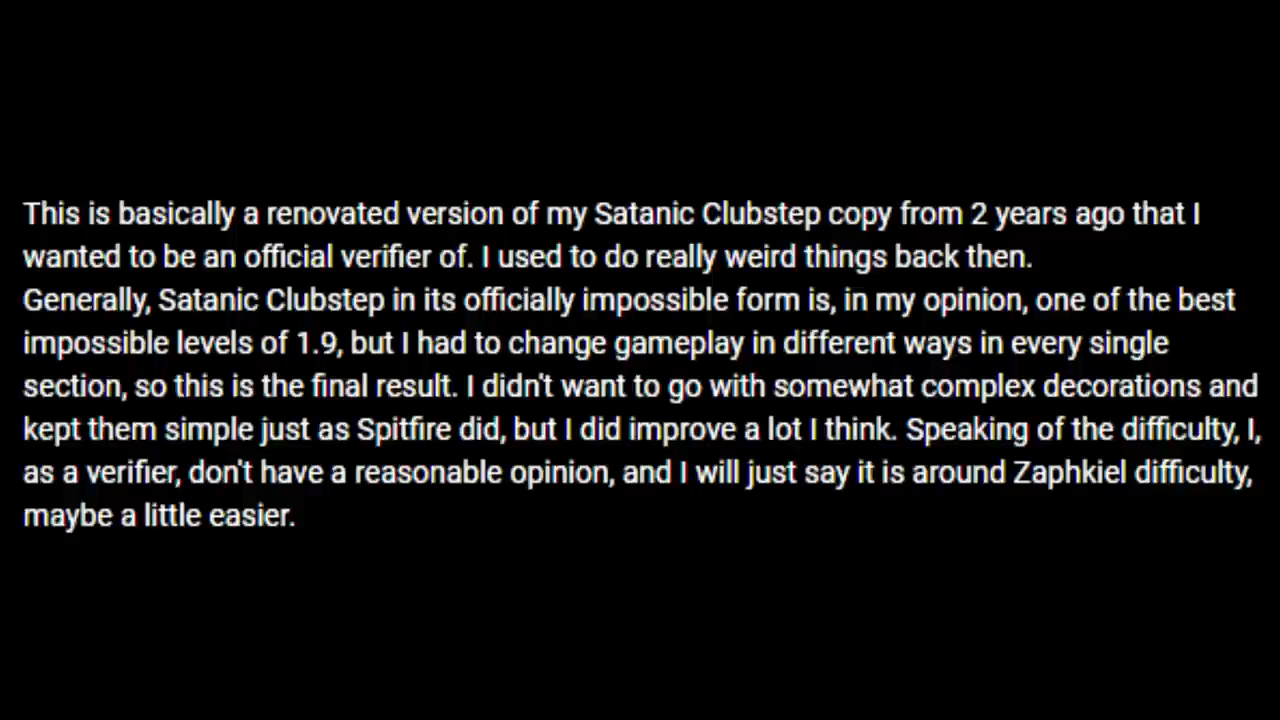 This is basically a renovated version of my Satanic Clubstep copy from 2 years ago that I
wanted to be an official verifier of. I used to do really weird things back then.
Generally, Satanic Clubstep in its officially impossible form is, in my opinion, one of the best
impossible levels of 1.9, but I had to change gameplay in different ways in every single
section, so this is the final result. I didn't want to go with somewhat complex decorations and
kept them simple just as Spitfire did, but I did improve a lot I think. Speaking of the difficulty, I,
as a verifier, don't have a reasonable opinion, and I will just say it is around Zaphkiel difficulty,
maybe a little easier.